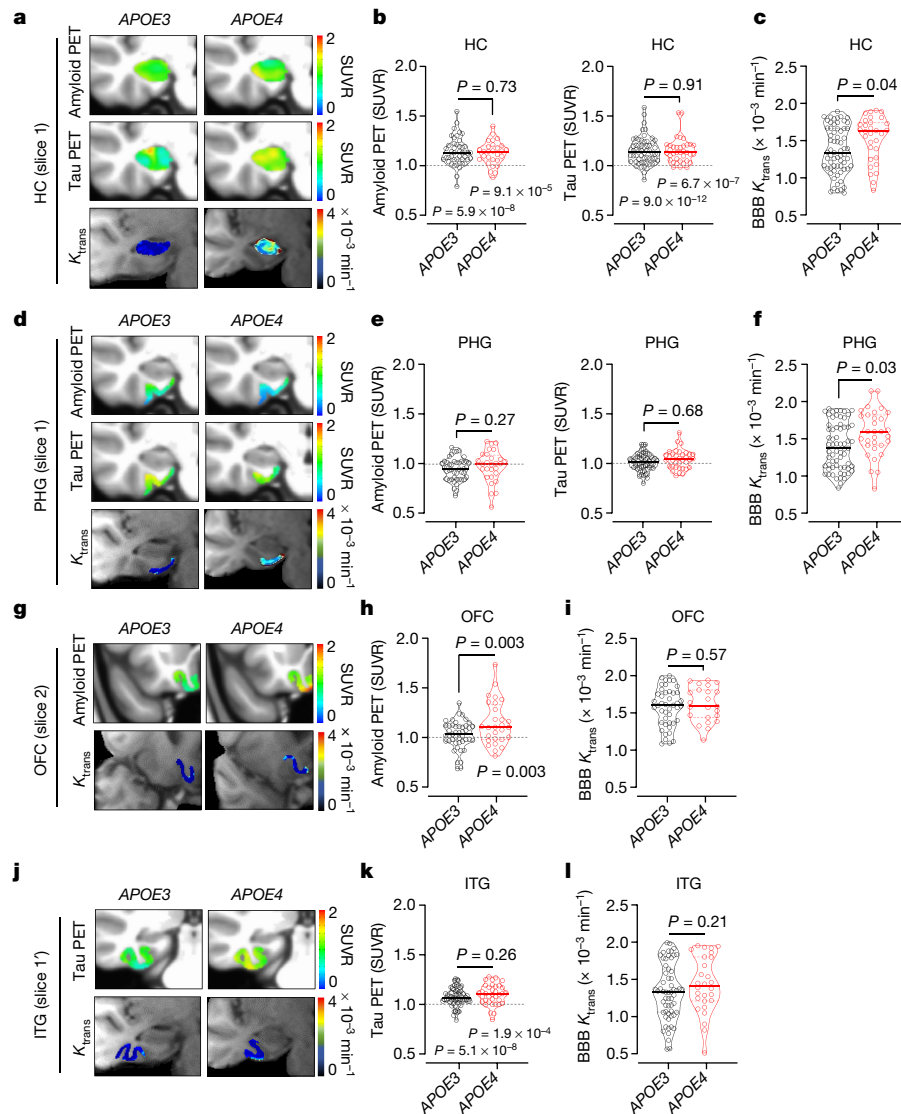 a
APOE3 APOE4
HC (slice 1)
Amyloid PET
2
SUVR
0
Tau PET
2
SUVR
0
Ktrans
4
× 10−3 min−1
0
b
HC
Amyloid PET (SUVR)
2.0
1.5
1.0
0.5
P = 0.73
P = 9.1 × 10−5
P = 5.9 × 10−8
APOE3 APOE4
HC
Tau PET (SUVR)
2.0
1.5
1.0
0.5
P = 0.91
P = 6.7 × 10−7
P = 9.0 × 10−12
APOE3 APOE4
c
HC
BBB Ktrans (× 10−3 min−1)
2.5
2.0
1.5
1.0
0.5
P = 0.04
APOE3 APOE4
d
APOE3 APOE4
PHG (slice 1)
Amyloid PET
2
SUVR
0
Tau PET
2
SUVR
0
Ktrans
4
× 10−3 min−1
0
e
PHG
Amyloid PET (SUVR)
2.0
1.5
1.0
0.5
P = 0.27
APOE3 APOE4
PHG
Tau PET (SUVR)
2.0
1.5
1.0
0.5
P = 0.68
APOE3 APOE4
f
PHG
BBB Ktrans (× 10−3 min−1)
2.5
2.0
1.5
1.0
0.5
P = 0.03
APOE3 APOE4
g
APOE3 APOE4
OFC (slice 2)
Amyloid PET
2
SUVR
0
Ktrans
4
× 10−3 min−1
0
h
OFC
Amyloid PET (SUVR)
2.0
1.5
1.0
0.5
P = 0.003
P = 0.003
APOE3 APOE4
i
OFC
BBB Ktrans (× 10−3 min−1)
2.5
2.0
1.5
1.0
0.5
P = 0.57
APOE3 APOE4
j
APOE3 APOE4
ITG (slice 1′)
Tau PET
2
SUVR
0
Ktrans
4
× 10−3 min−1
0
k
ITG
Tau PET (SUVR)
2.0
1.5
1.0
0.5
P = 0.26
P = 1.9 × 10−4
P = 5.1 × 10−8
APOE3 APOE4
l
ITG
BBB Ktrans (× 10−3 min−1)
2.5
2.0
1.5
1.0
0.5
P = 0.21
APOE3 APOE4